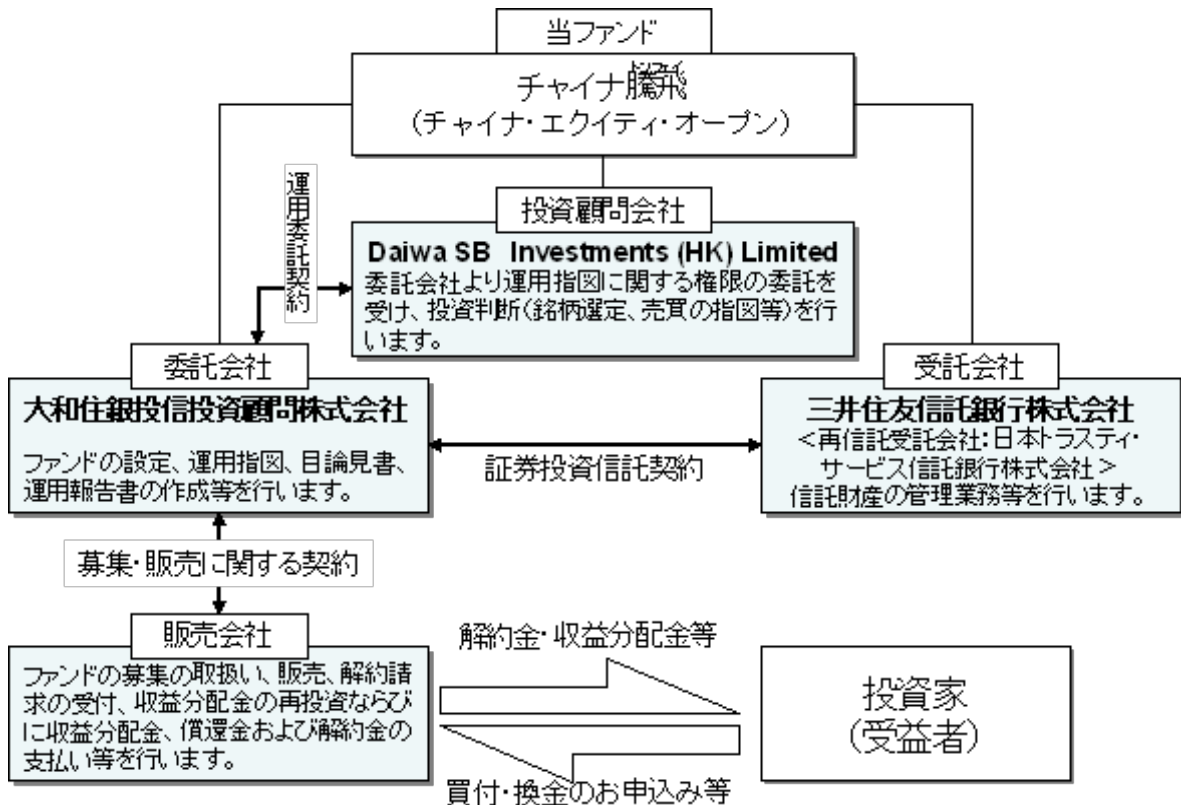 当ファンド
チャイナ騰飛
(チャイナ・エクイティ・オープン)
運用委託契約
投資顧問会社
Daiwa SB Investments (HK) Limited
委託会社より運用指図に関する権限の委託を
受け、投資判断(銘柄選定、売買の指図等)を行
います。
委託会社
大和住銀投信投資顧問株式会社
ファンドの設定、運用指図、目論見書、
運用報告書の作成等を行います。
証券投資信託契約
受託会社
三井住友信託銀行株式会社
<再信託受託会社:日本トラスティ・
サービス信託銀行株式会社>
信託財産の管理業務等を行います。
募集・販売に関する契約
販売会社
ファンドの募集の取扱い、販売、解約請
求の受付、収益分配金の再投資ならび
に収益分配金、償還金および解約金の
支払い等を行います。
解約金・収益分配金等
買付・換金のお申込み等
投資家
(受益者)